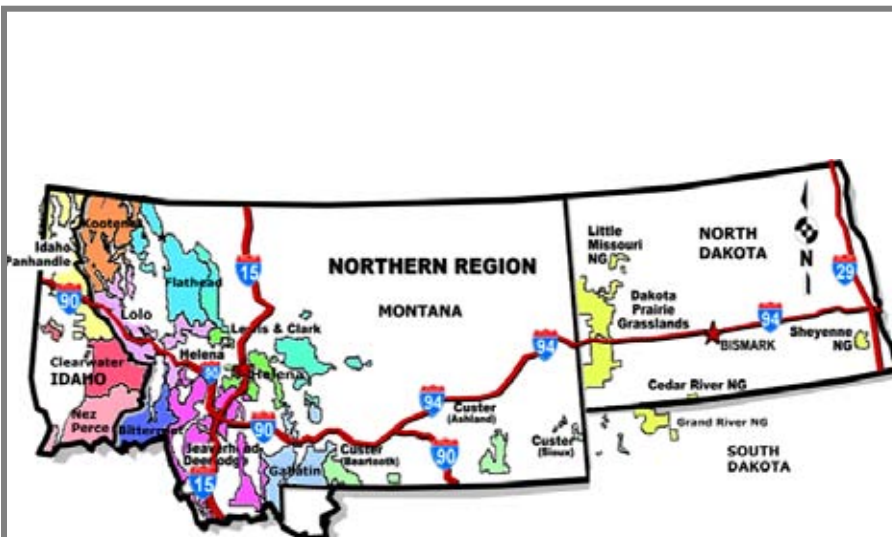 Kootenai
Idaho
Panhandle
90
Flathead
Lolo
15
NORTHERN REGION
MONTANA
Lewis & Clark
Helena
90
Helena
Clearwater
IDAHO
Nez
Perce
Bitterroot
Beaverhead
Deerlodge
15
90
Gallatin
Custer
(Beartooth)
94
Custer
(Ashland)
90
94
Custer
(Sioux)
Little
Missouri
NG
NORTH
DAKOTA
N
29
Dakota
Prairie
Grasslands
94
BISMARK
Sheyenne
NG
Cedar River NG
Grand River NG
SOUTH
DAKOTA